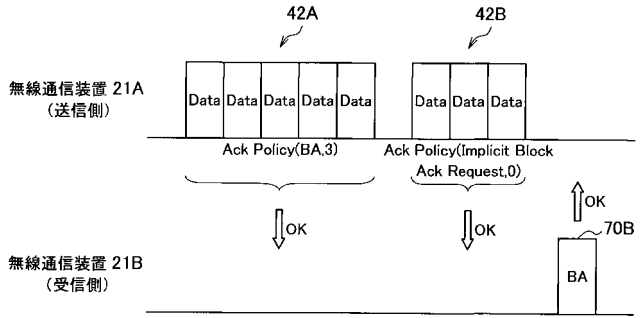 42A
42B
無線通信装置 21A
(送信側)
Data Data Data Data Data
Data Data Data
Ack Policy(BA,3)
Ack Policy(Implicit Block
Ack Request,0)
OK
OK
OK
70B
無線通信装置 21B
(受信側)
BA